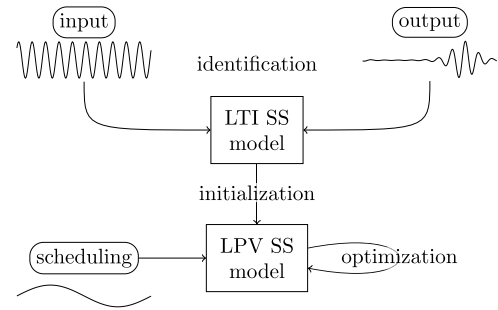 input
output
identification
LTI SS
model
initialization
LPV SS
model
scheduling
optimization